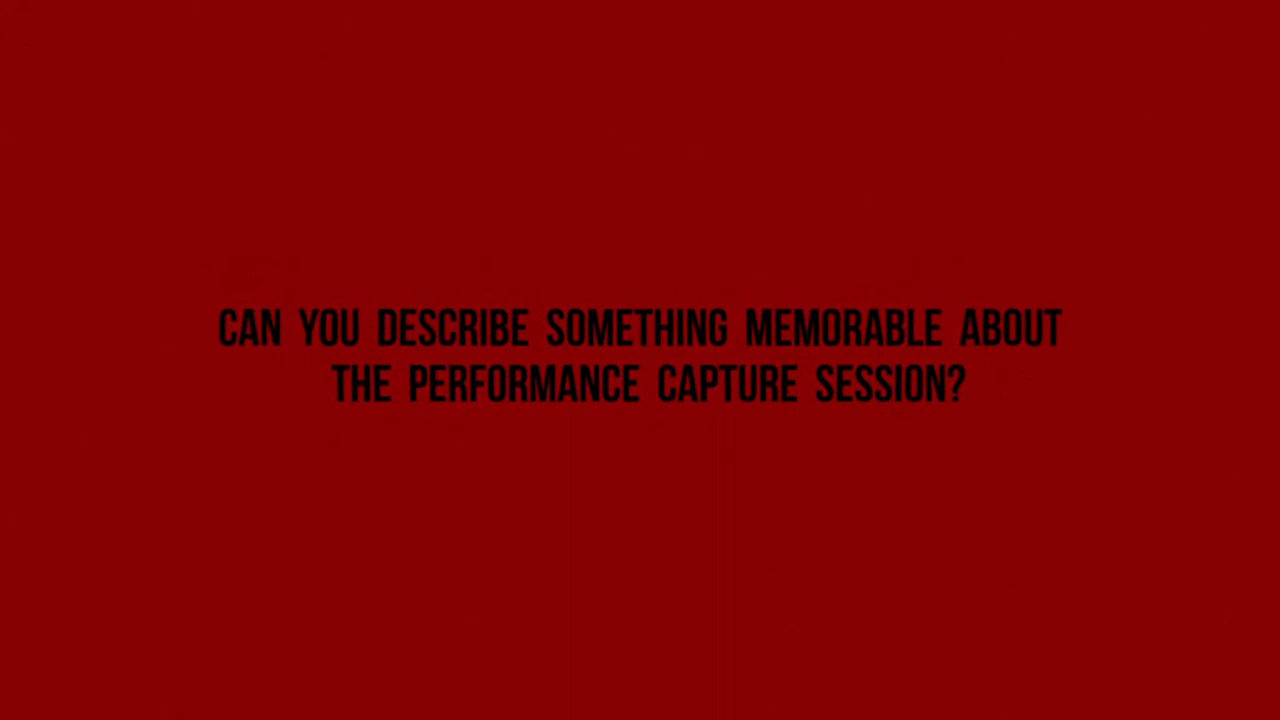 CAN YOU DESCRIBE SOMETHING MEMORABLE ABOUT
THE PERFORMANCE CAPTURE SESSION?